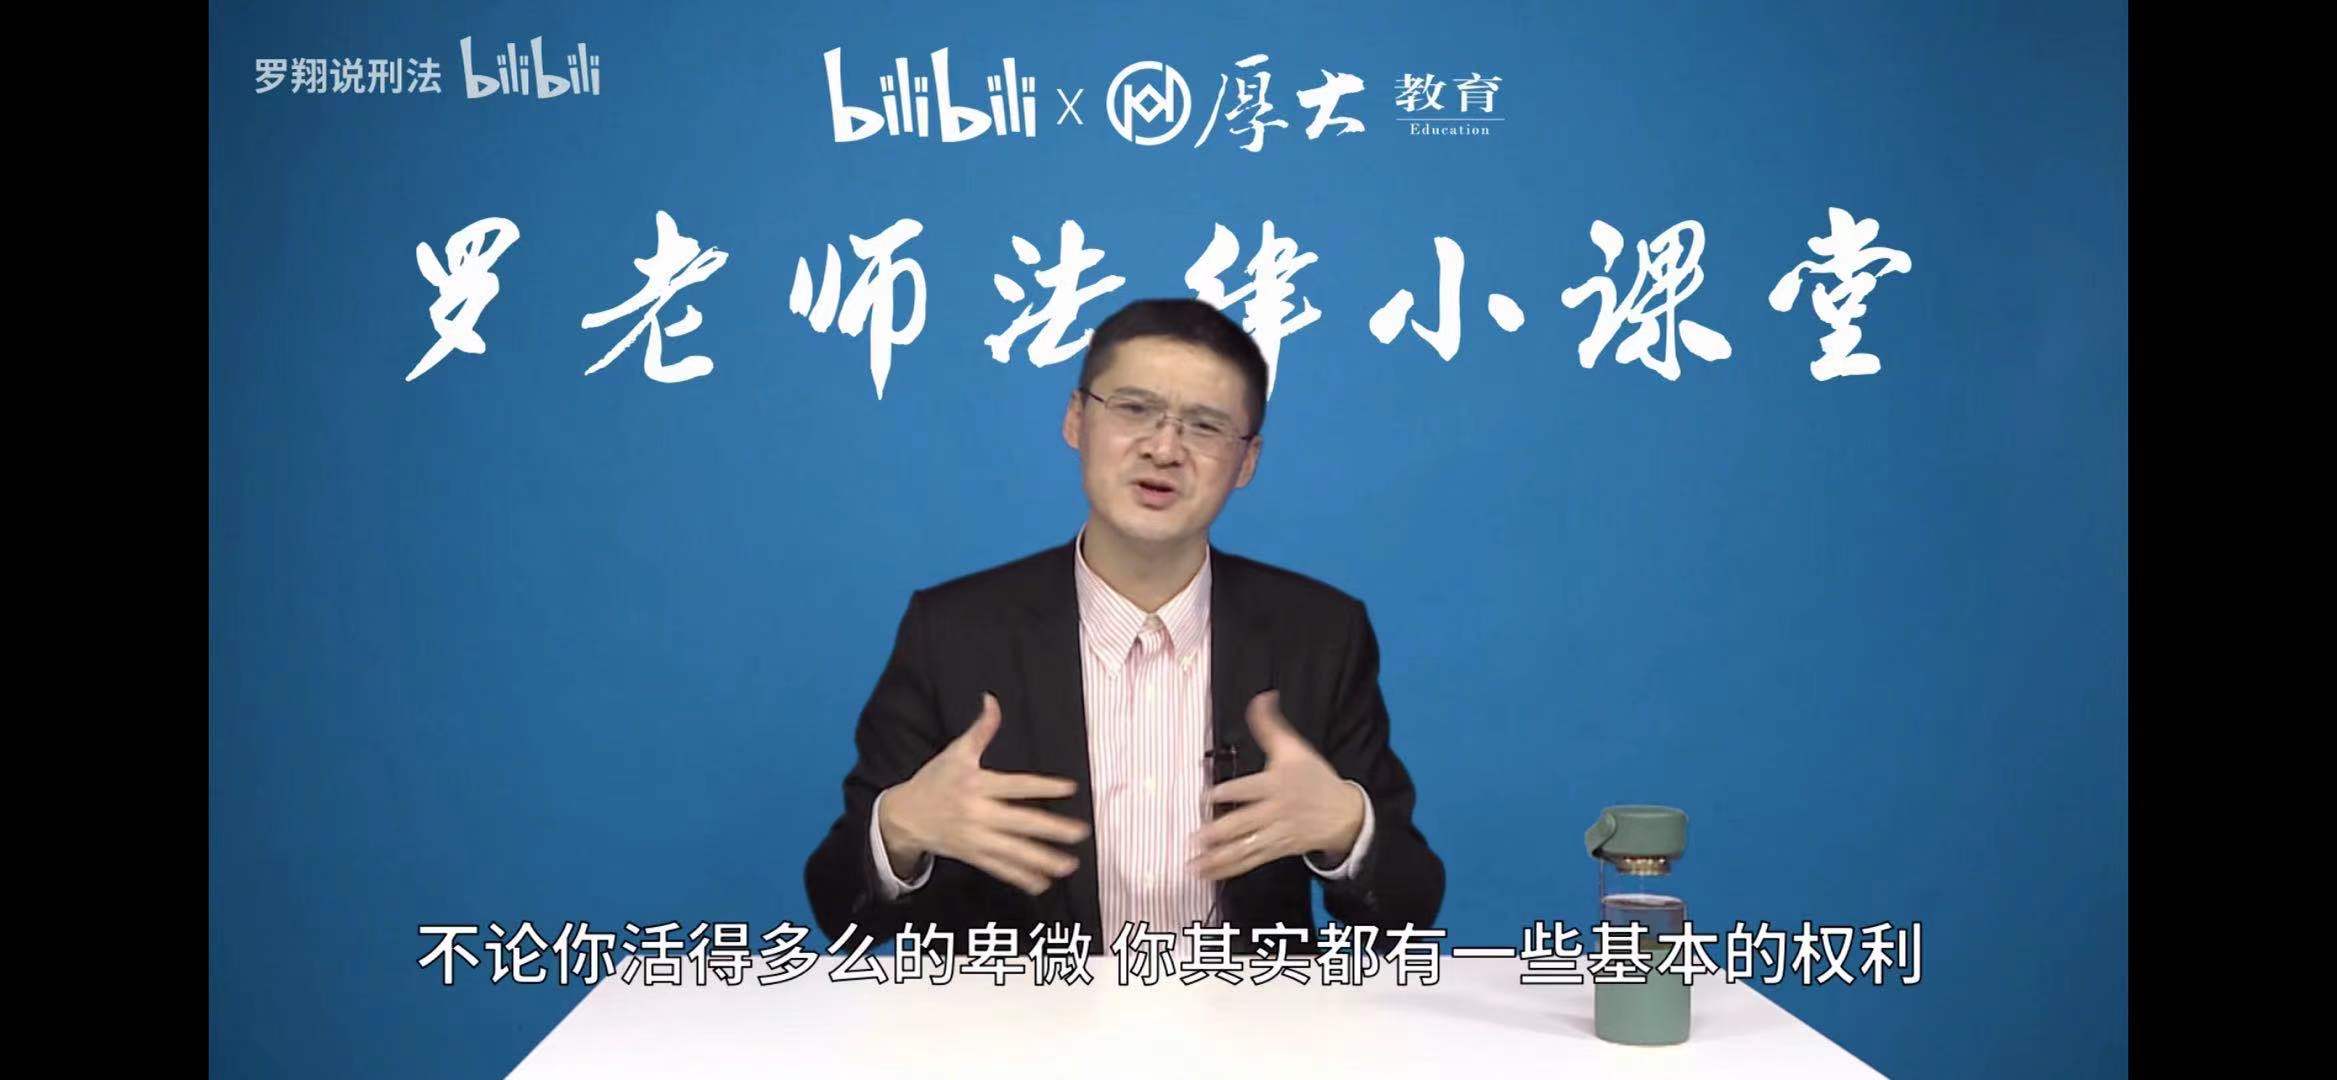 罗翔说刑法 bilibili
bilibili X 厚大 教育
Education
罗老师法律小课堂
不论你活得多么的卑微 你其实都有一些基本的权利